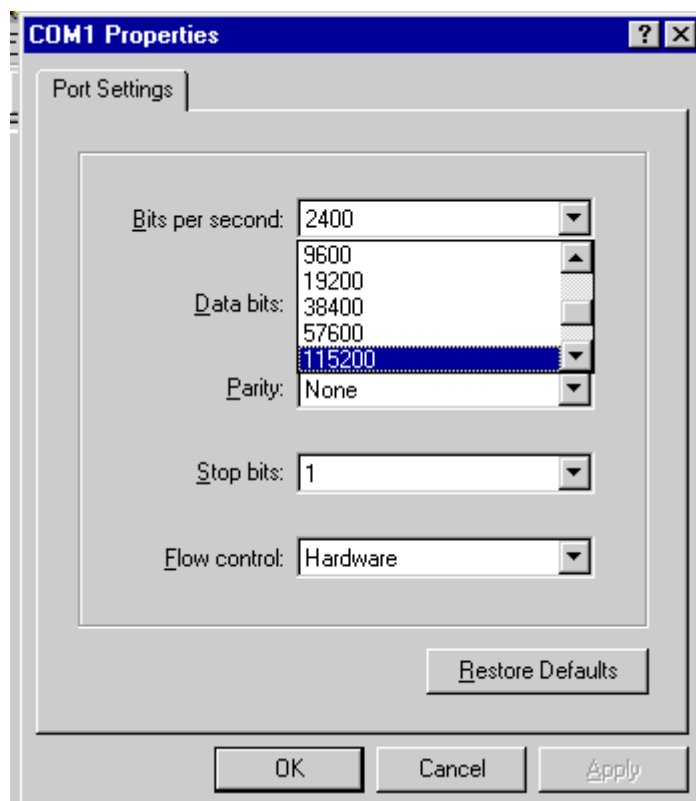 COM1 Properties
Port Settings
Bits per second: 2400
9600
19200
Data bits: 38400
57600
115200
Parity: None
Stop bits: 1
Flow control: Hardware
Restore Defaults
OK Cancel Apply